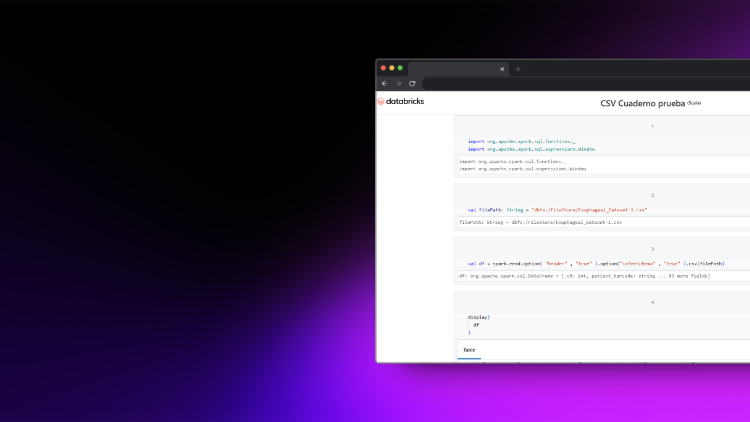 databricks
CSV Cuaderno prueba (Scala)
1
import org.apache.spark.sql.functions._
import org.apache.spark.sql.expressions.Window
import org.apache.spark.sql.functions._
import org.apache.spark.sql.expressions.Window
2
val filePath: String = "dbfs:/FileStore/Esophageal_Dataset-1.csv"
filePath: String = dbfs:/FileStore/Esophageal_Dataset-1.csv
3
val df = spark.read.option( "header" , "true" ).option("inferSchema" , "true" ).csv(filePath)
df: org.apache.spark.sql.DataFrame = [_c0: int, patient_barcode: string ... 83 more fields]
4
display(
df
)
Table